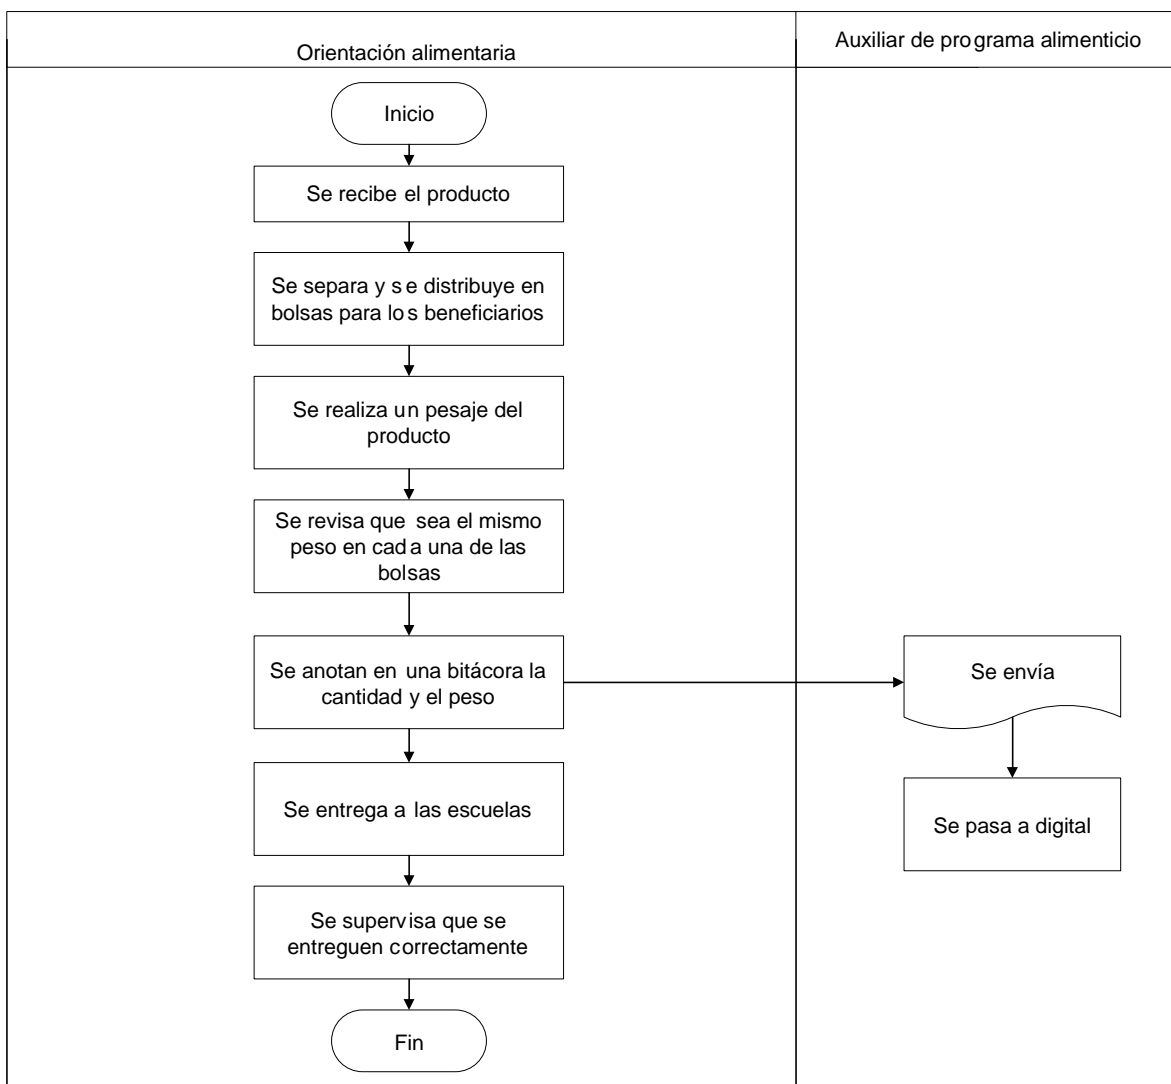 Orientación alimentaria
Auxiliar de programa alimenticio
Inicio
Se recibe el producto
Se separa y se distribuye en
bolsas para los beneficiarios
Se realiza un pesaje del
producto
Se revisa que sea el mismo
peso en cada una de las
bolsas
Se anotan en una bitácora la
cantidad y el peso
Se envía
Se entrega a las escuelas
Se pasa a digital
Se supervisa que se
entreguen correctamente
Fin